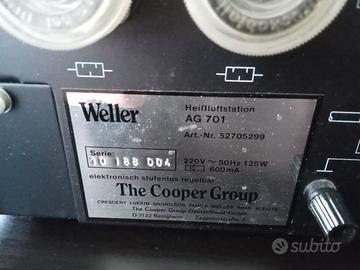 Weller
Heißluftstation
AG 701
Art.-Nr. 52705299
Serie:
10 188 004
220V ~ 50Hz 125W
600mA
elektronisch stufenlos regelbar
The Cooper Group
CRESCENT LUFKIN NICHOLSON PLUMB WELLER WISS XCELITE
The Cooper Group Deutschland GmbH
D-7122 Besigheim
subito